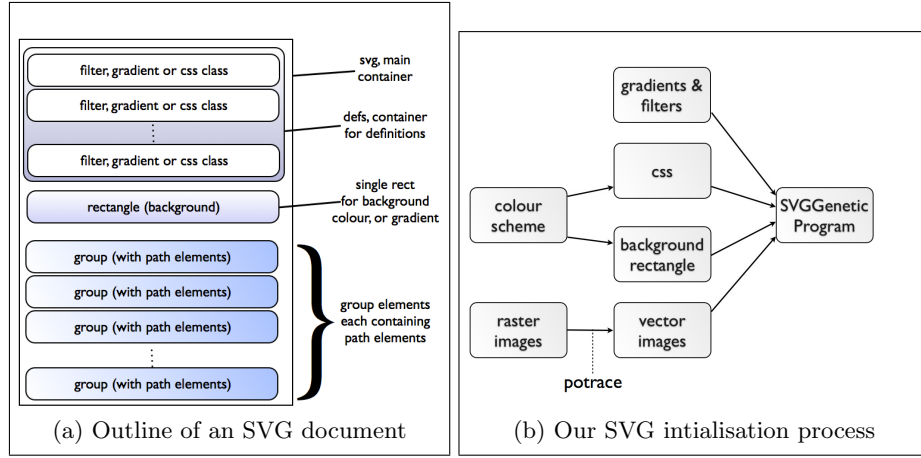 filter, gradient or css class
filter, gradient or css class
filter, gradient or css class
rectangle (background)
group (with path elements)
group (with path elements)
group (with path elements)
group (with path elements)
svg, main
container
defs, container
for definitions
single rect
for background
colour, or gradient
group elements
each containing
path elements
(a) Outline of an SVG document
gradients &
filters
css
colour
scheme
background
rectangle
SVGGenetic
Program
raster
images
vector
images
potrace
(b) Our SVG intialisation process